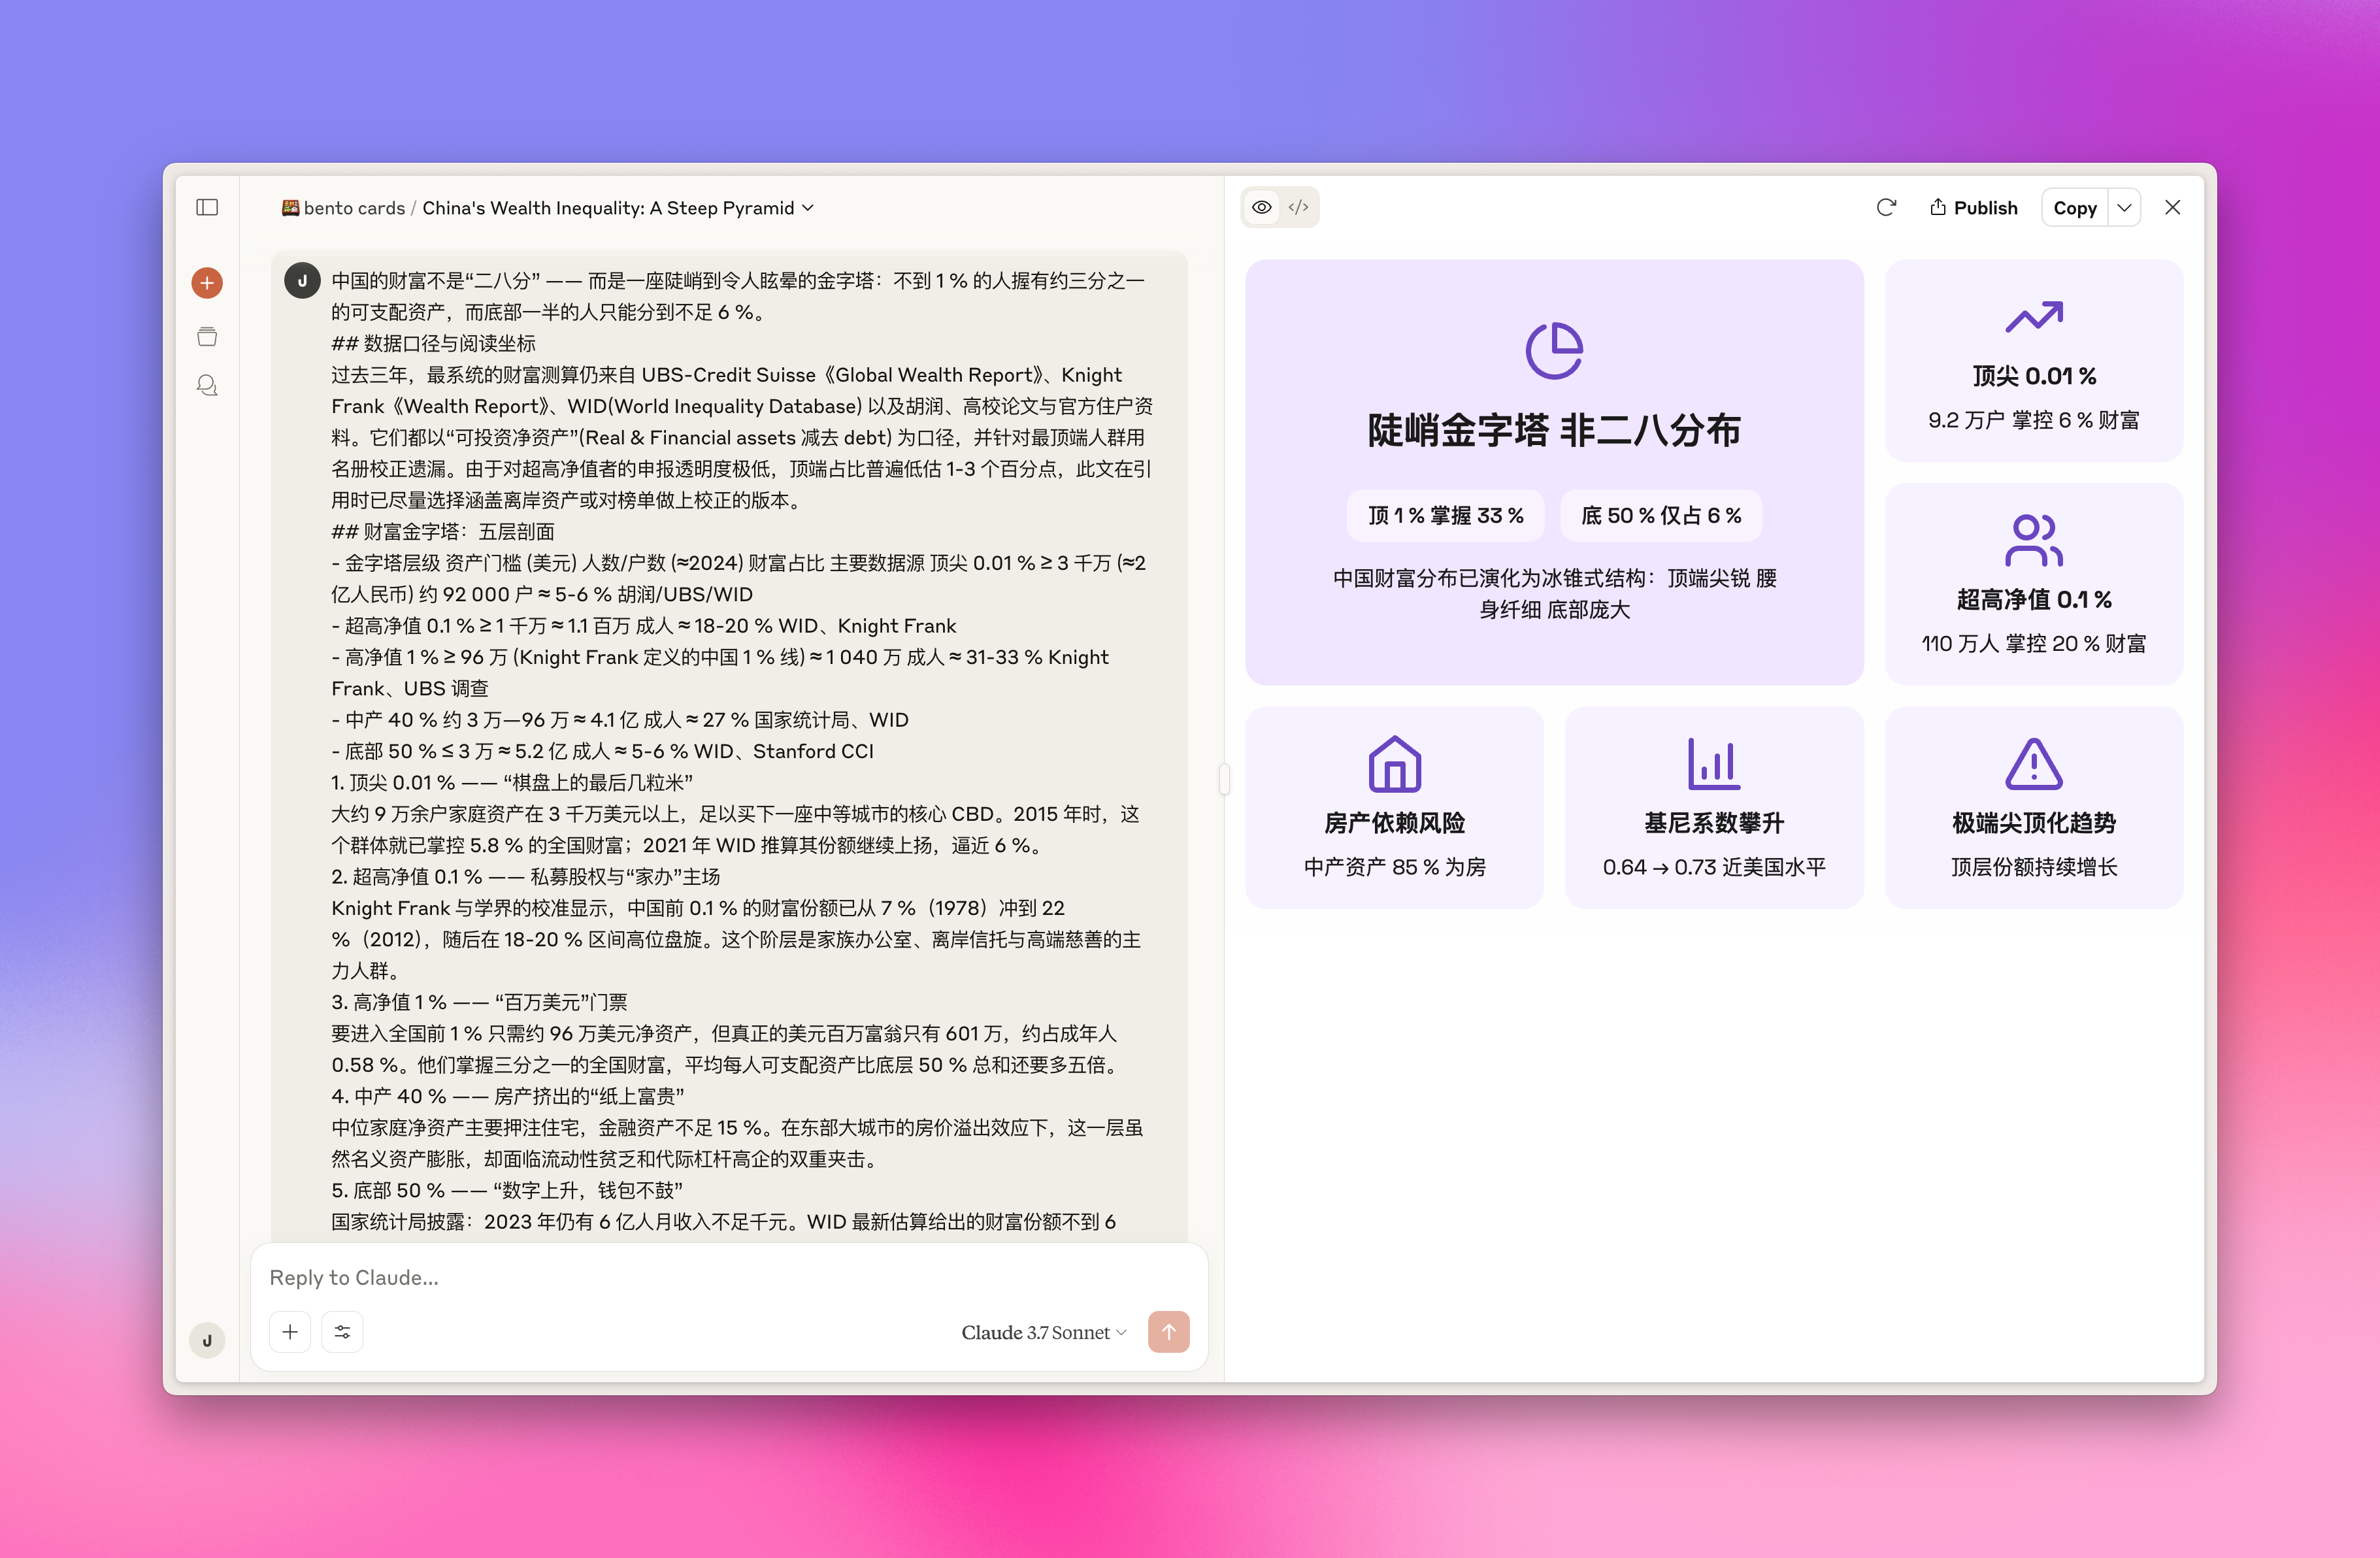 bento cards / China's Wealth Inequality: A Steep Pyramid
J
中国的财富不是“二八分” —— 而是一座陡峭到令人眩晕的金字塔：不到 1 % 的人握有约三分之一
的可支配资产，而底部一半的人只能分到不足 6 %。
## 数据口径与阅读坐标
过去三年，最系统的财富测算仍来自 UBS-Credit Suisse《Global Wealth Report》、Knight
Frank《Wealth Report》、WID(World Inequality Database) 以及胡润、高校论文与官方住户资
料。它们都以“可投资净资产”(Real & Financial assets 减去 debt) 为口径，并针对最顶端人群用
名册校正遗漏。由于对超高净值者的申报透明度极低，顶端占比普遍低估 1-3 个百分点，此文在引
用时已尽量选择涵盖离岸资产或对榜单做上校正的版本。
## 财富金字塔：五层剖面
- 金字塔层级 资产门槛 (美元) 人数/户数 (≈2024) 财富占比 主要数据源 顶尖 0.01 % ≥ 3 千万 (≈2
亿人民币) 约 92 000 户 ≈ 5-6 % 胡润/UBS/WID
- 超高净值 0.1 % ≥ 1 千万 ≈ 1.1 百万 成人 ≈ 18-20 % WID、Knight Frank
- 高净值 1 % ≥ 96 万 (Knight Frank 定义的中国 1 % 线) ≈ 1 040 万 成人 ≈ 31-33 % Knight
Frank、UBS 调查
- 中产 40 % 约 3 万—96 万 ≈ 4.1 亿 成人 ≈ 27 % 国家统计局、WID
- 底部 50 % ≤ 3 万 ≈ 5.2 亿 成人 ≈ 5-6 % WID、Stanford CCI
1. 顶尖 0.01 % —— “棋盘上的最后几粒米”
大约 9 万余户家庭资产在 3 千万美元以上，足以买下一座中等城市的核心 CBD。2015 年时，这
个群体就已掌控 5.8 % 的全国财富；2021 年 WID 推算其份额继续上扬，逼近 6 %。
2. 超高净值 0.1 % —— 私募股权与“家办”主场
Knight Frank 与学界的校准显示，中国前 0.1 % 的财富份额已从 7 %（1978）冲到 22
%（2012），随后在 18-20 % 区间高位盘旋。这个阶层是家族办公室、离岸信托与高端慈善的主
力人群。
3. 高净值 1 % —— “百万美元”门票
要进入全国前 1 % 只需约 96 万美元净资产，但真正的美元百万富翁只有 601 万，约占成年人
0.58 %。他们掌握三分之一的全国财富，平均每人可支配资产比底层 50 % 总和还要多五倍。
4. 中产 40 % —— 房产挤出的“纸上富贵”
中位家庭净资产主要押注住宅，金融资产不足 15 %。在东部大城市的房价溢出效应下，这一层虽
然名义资产膨胀，却面临流动性贫乏和代际杠杆高企的双重夹击。
5. 底部 50 % —— “数字上升，钱包不鼓”
国家统计局披露：2023 年仍有 6 亿人月收入不足千元。WID 最新估算给出的财富份额不到 6
Reply to Claude...
Claude 3.7 Sonnet
J
Publish
Copy
陡峭金字塔 非二八分布
顶 1 % 掌握 33 %
底 50 % 仅占 6 %
中国财富分布已演化为冰锥式结构：顶端尖锐 腰
身纤细 底部庞大
顶尖 0.01 %
9.2 万户 掌控 6 % 财富
超高净值 0.1 %
110 万人 掌控 20 % 财富
房产依赖风险
中产资产 85 % 为房
基尼系数攀升
0.64 → 0.73 近美国水平
极端尖顶化趋势
顶层份额持续增长